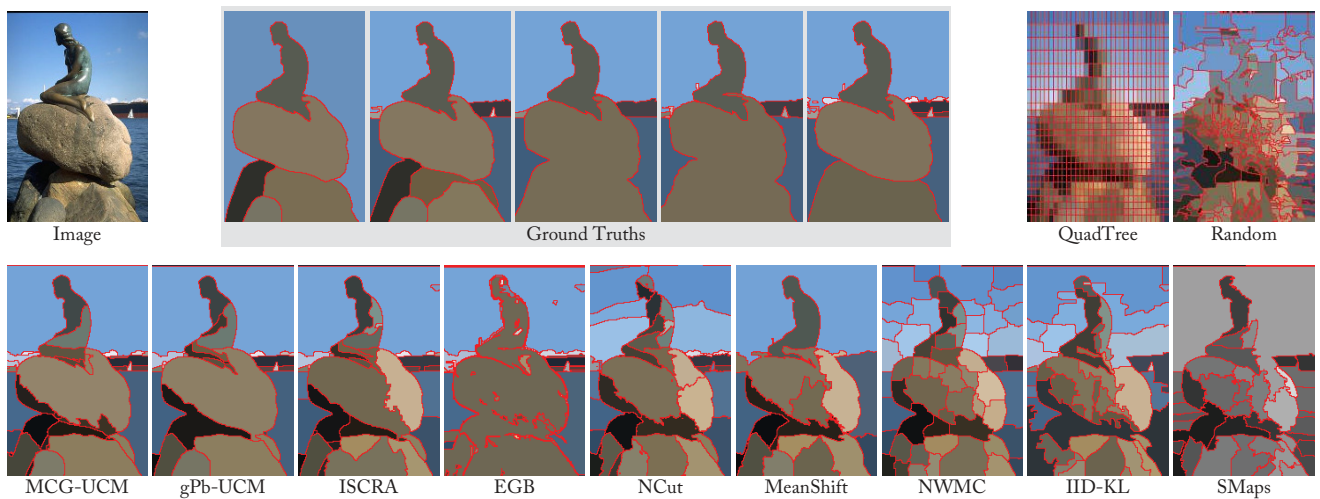 Image
Ground Truths
QuadTree
Random
MCG-UCM
gPb-UCM
ISCRA
EGB
NCut
MeanShift
NWMC
IID-KL
SMaps